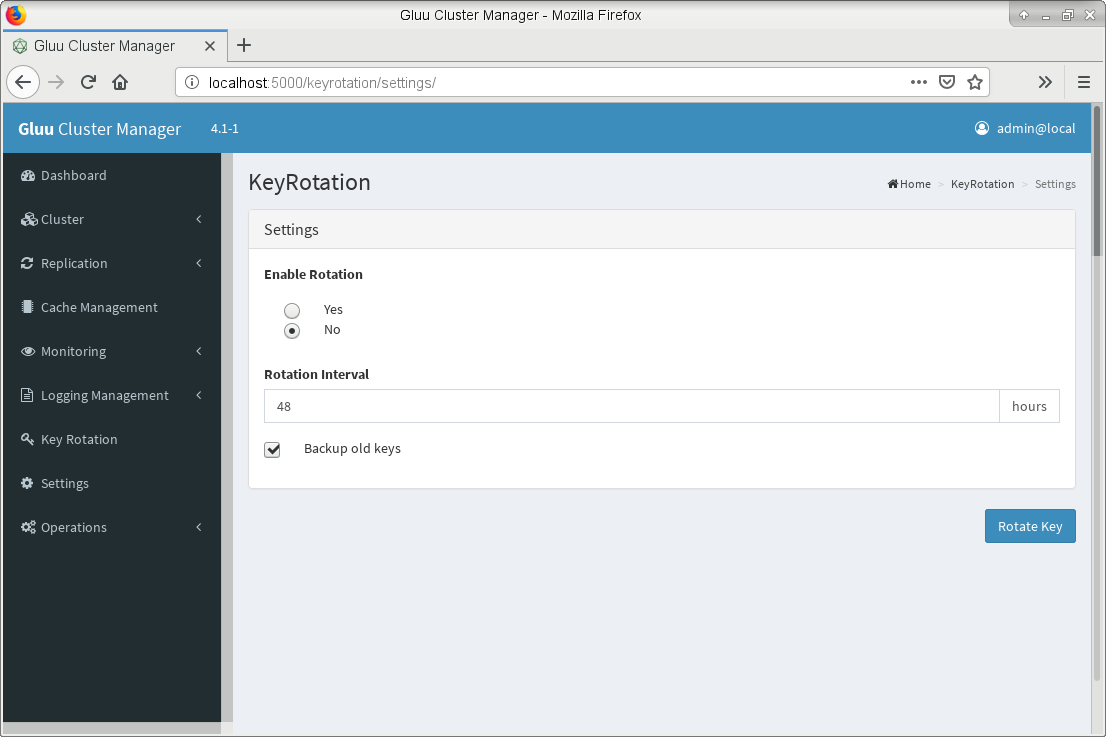 Gluu Cluster Manager - Mozilla Firefox
Gluu Cluster Manager
localhost:5000/keyrotation/settings/
Gluu Cluster Manager 4.1-1 admin@local
Dashboard
Cluster
Replication
Cache Management
Monitoring
Logging Management
Key Rotation
Settings
Operations
KeyRotation
Home > KeyRotation > Settings
Settings
Enable Rotation
Yes
No
Rotation Interval
48 hours
Backup old keys
Rotate Key